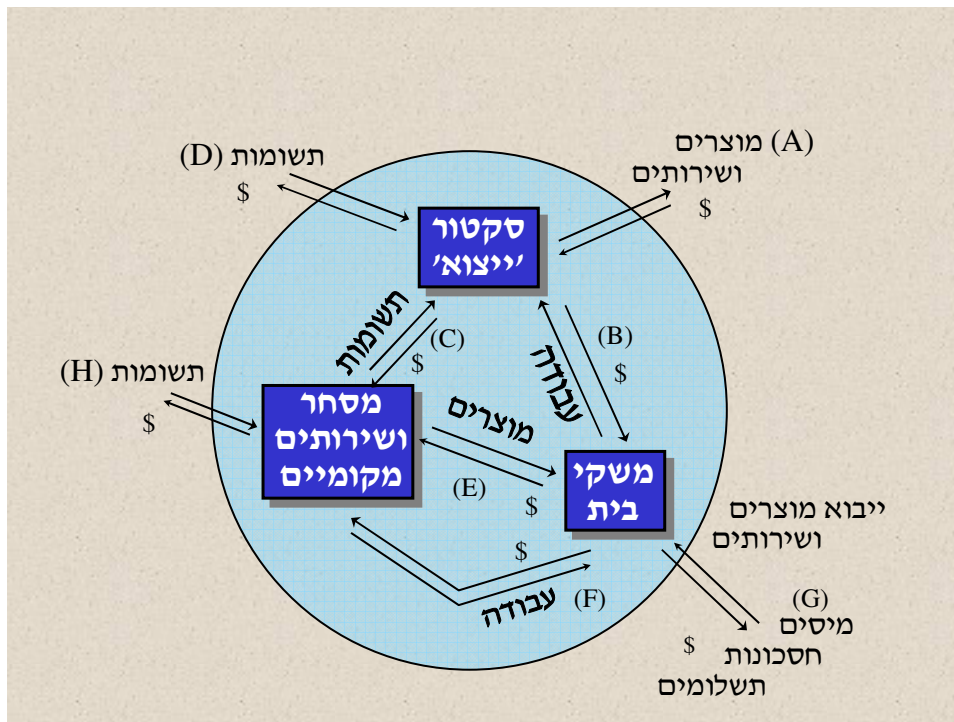 (A) מוצרים
ושירותים
$
(D) תשומות
$
סקטור
'ייצוא'
תשומות
(C)
$
(B)
$
עבודה
(H) תשומות
$
מסחר
ושירותים
מקומיים
מוצרים
(E)
$
משקי
בית
$
עבודה
(F)
ייבוא מוצרים
ושירותים
(G)
מיסים
$ חסכונות
תשלומים